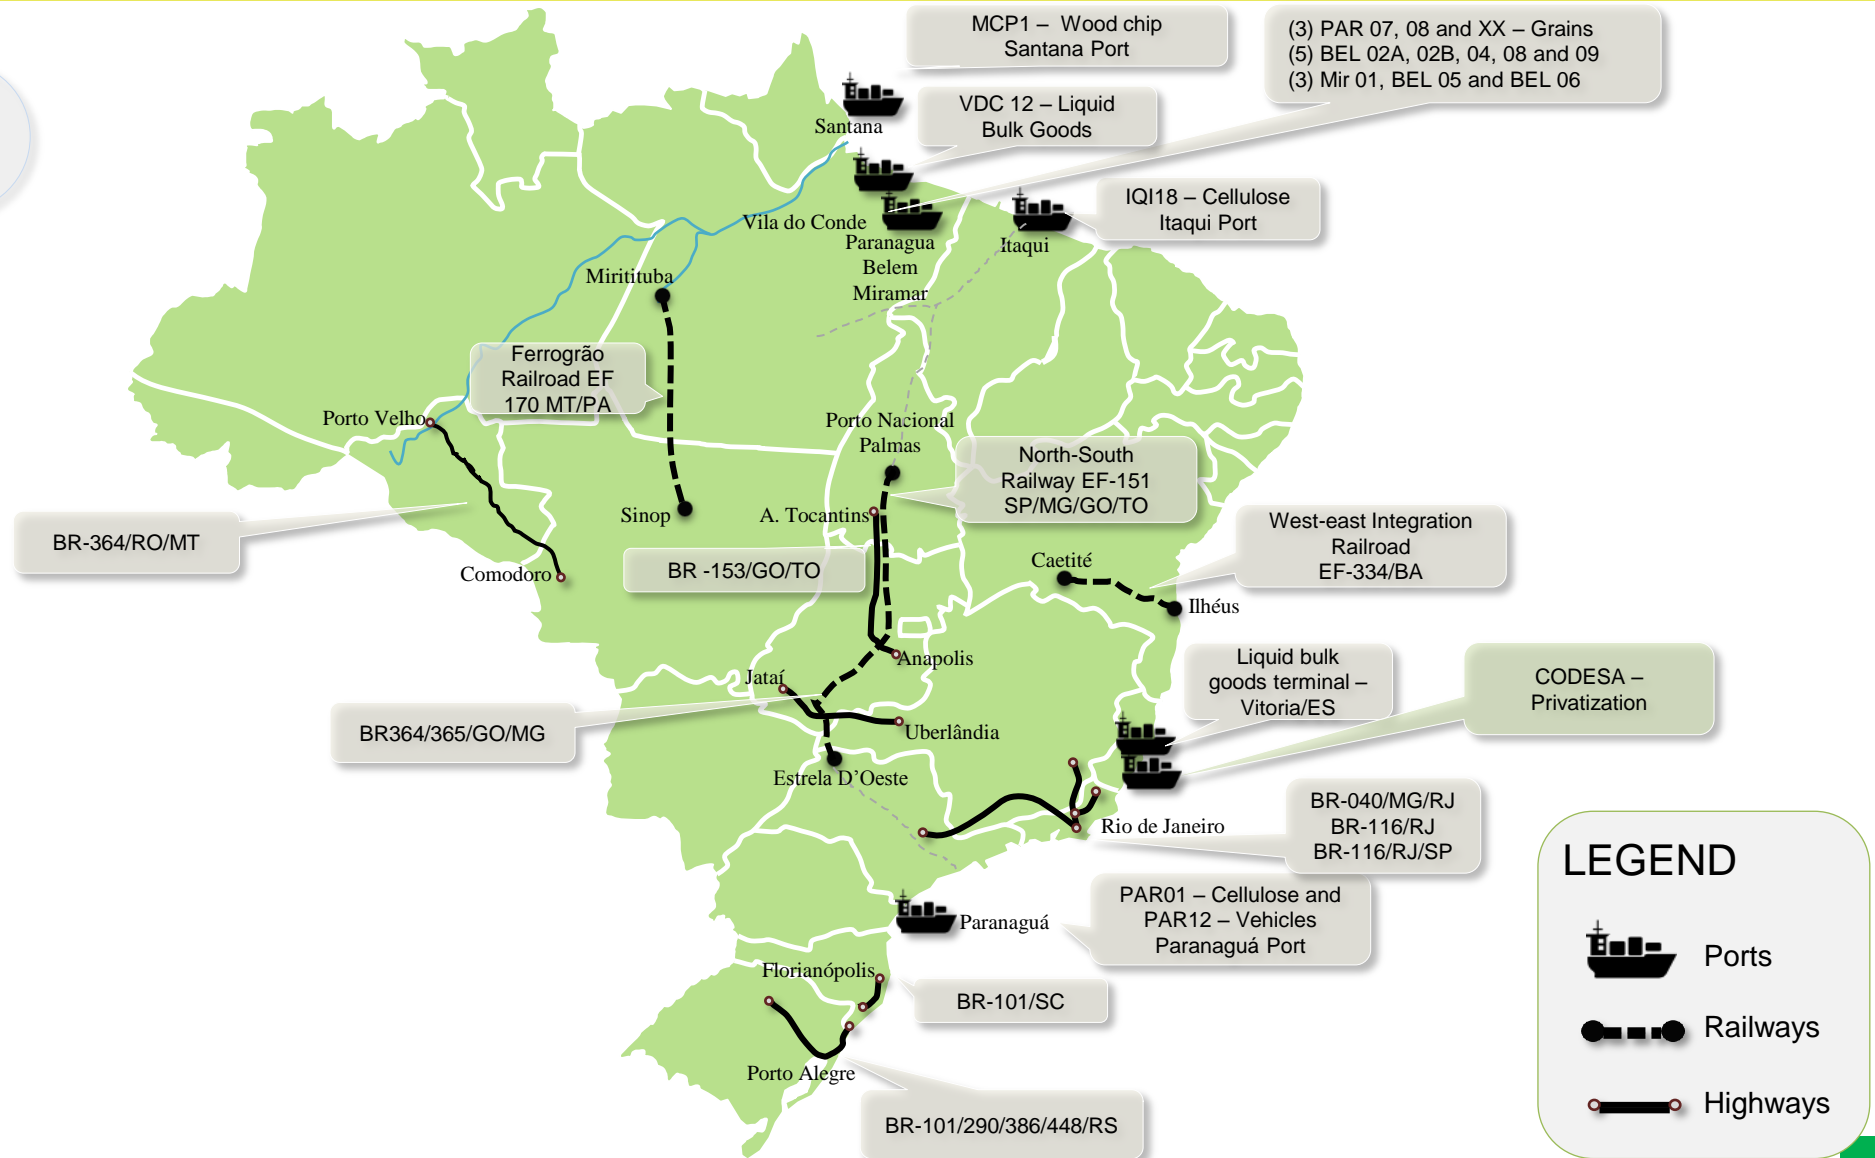 MCP1 – Wood chip
Santana Port
(3) PAR 07, 08 and XX – Grains
(5) BEL 02A, 02B, 04, 08 and 09
(3) Mir 01, BEL 05 and BEL 06
VDC 12 – Liquid
Bulk Goods
Santana
IQI18 – Cellulose
Itaqui Port
Vila do Conde
Paranagua
Belem
Miramar
Itaqui
Miritituba
Ferrogrão
Railroad EF
170 MT/PA
Porto Velho
Porto Nacional
Palmas
North-South
Railway EF-151
SP/MG/GO/TO
Sinop
A. Tocantins
BR-364/RO/MT
West-east Integration
Railroad
EF-334/BA
Comodoro
BR -153/GO/TO
Caetité
Ilhéus
Anapolis
Jataí
Liquid bulk
goods terminal –
Vitoria/ES
CODESA –
Privatization
BR364/365/GO/MG
Uberlândia
Estrela D'Oeste
BR-040/MG/RJ
BR-116/RJ
BR-116/RJ/SP
Rio de Janeiro
LEGEND
Ports
Railways
Highways
PAR01 – Cellulose and
PAR12 – Vehicles
Paranaguá Port
Paranaguá
Florianópolis
BR-101/SC
Porto Alegre
BR-101/290/386/448/RS